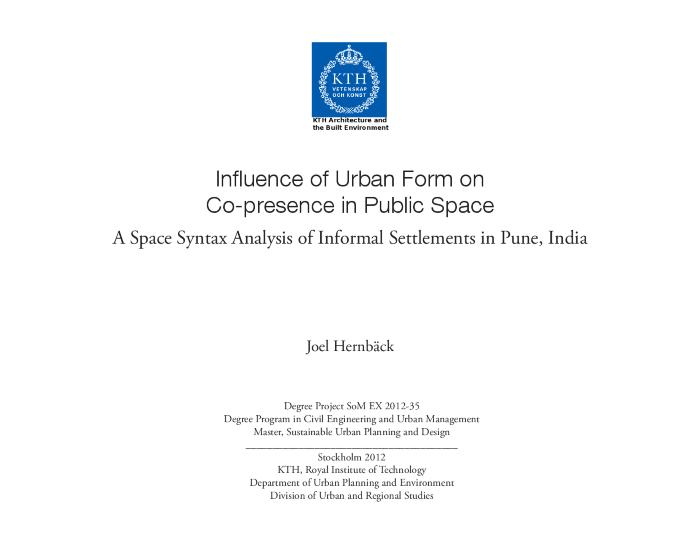 KTH
VETENSKAP
OCH KONST
KTH Architecture and
the Built Environment
Influence of Urban Form on
Co-presence in Public Space
A Space Syntax Analysis of Informal Settlements in Pune, India
Joel Hernbäck
Degree Project SoM EX 2012-35
Degree Program in Civil Engineering and Urban Management
Master, Sustainable Urban Planning and Design
Stockholm 2012
KTH, Royal Institute of Technology
Department of Urban Planning and Environment
Division of Urban and Regional Studies